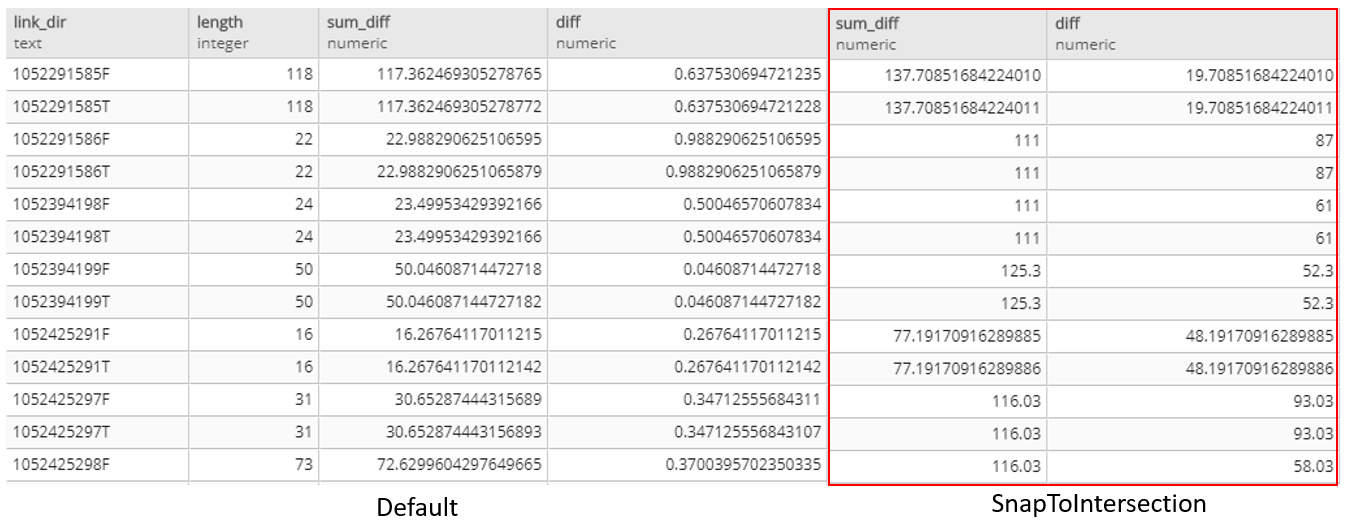 link_dir length sum_diff diff sum_diff diff
text integer numeric numeric numeric numeric
1052291585F 118 117.362469305278765 0.637530694721235 137.70851684224010 19.70851684224010
1052291585T 118 117.362469305278772 0.637530694721228 137.70851684224011 19.70851684224011
1052291586F 22 22.988290625106595 0.988290625106595 111 87
1052291586T 22 22.9882906251065879 0.9882906251065879 111 87
1052394198F 24 23.49953429392166 0.50046570607834 111 61
1052394198T 24 23.49953429392166 0.50046570607834 111 61
1052394199F 50 50.04608714472718 0.04608714472718 125.3 52.3
1052394199T 50 50.046087144727182 0.046087144727182 125.3 52.3
1052425291F 16 16.26764117011215 0.26764117011215 77.19170916289885 48.19170916289885
1052425291T 16 16.267641170112142 0.267641170112142 77.19170916289886 48.19170916289886
1052425297F 31 30.65287444315689 0.34712555684311 116.03 93.03
1052425297T 31 30.652874443156893 0.347125556843107 116.03 93.03
1052425298F 73 72.6299604297649665 0.3700395702350335 116.03 58.03
Default SnapToIntersection